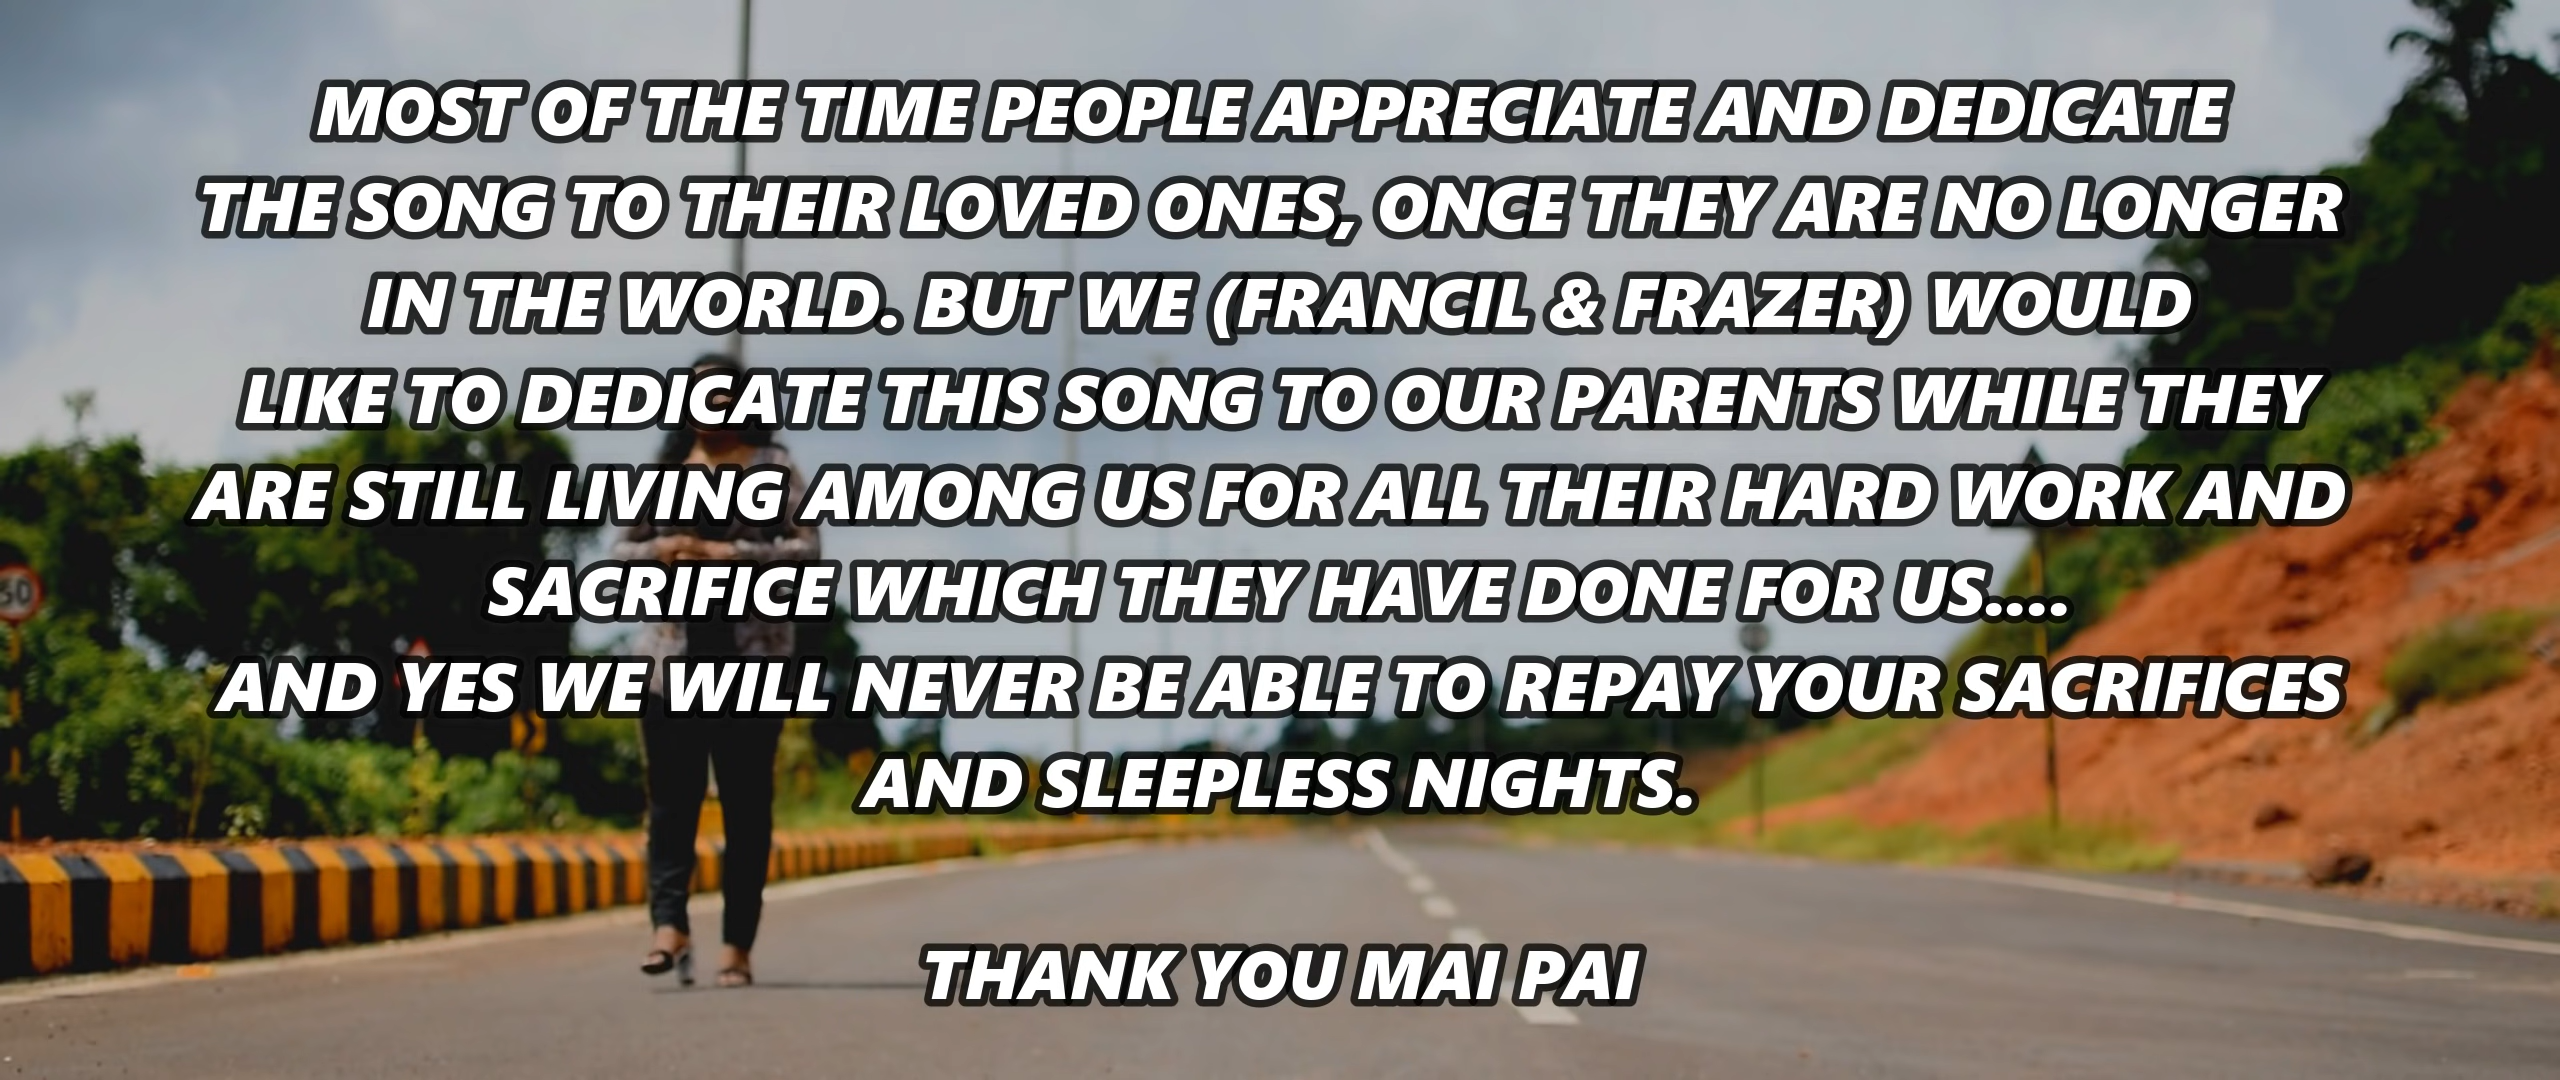 MOST OF THE TIME PEOPLE APPRECIATE AND DEDICATE
THE SONG TO THEIR LOVED ONES, ONCE THEY ARE NO LONGER
IN THE WORLD. BUT WE (FRANCIL & FRAZER) WOULD
LIKE TO DEDICATE THIS SONG TO OUR PARENTS WHILE THEY
ARE STILL LIVING AMONG US FOR ALL THEIR HARD WORK AND
SACRIFICE WHICH THEY HAVE DONE FOR US....
AND YES WE WILL NEVER BE ABLE TO REPAY YOUR SACRIFICES
AND SLEEPLESS NIGHTS.
THANK YOU MAI PAI
50